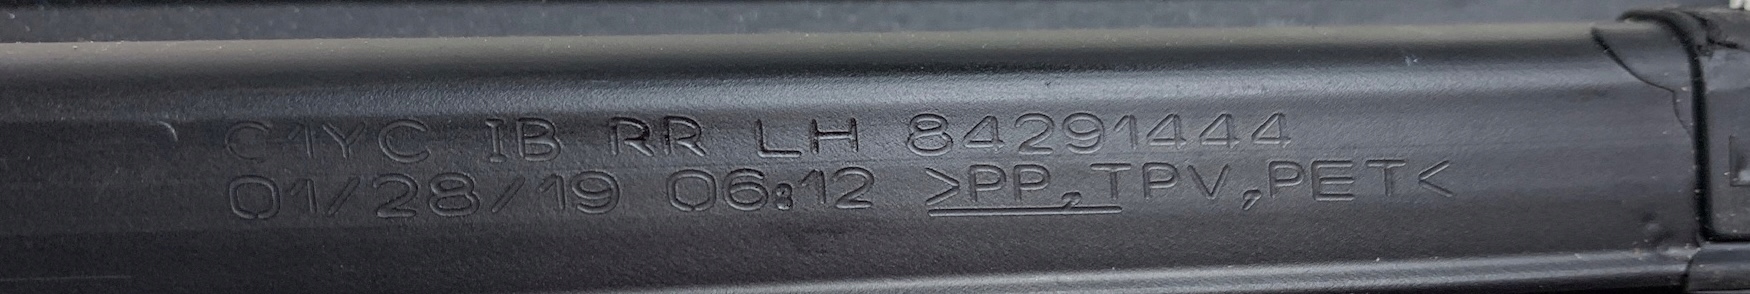 C1YC IB RR LH 84291444
01/28/19 06:12 >PP,TPV,PET<